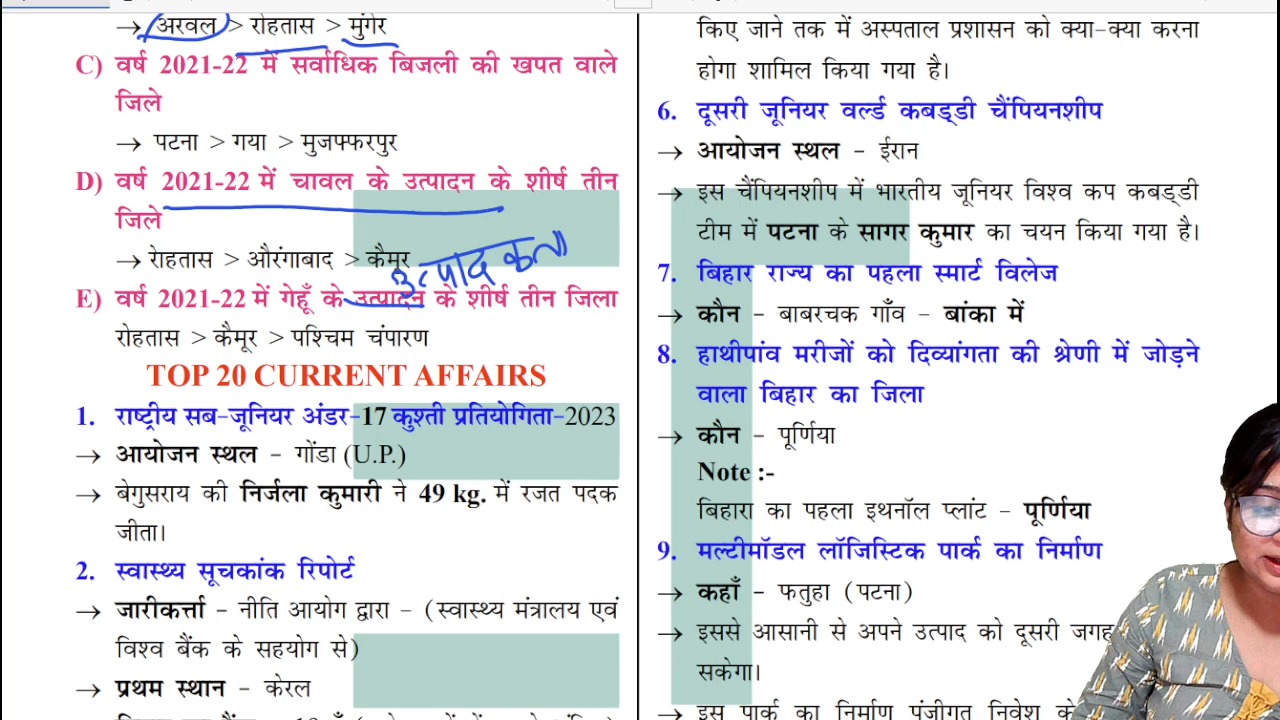 → अरवल > रोहतास > मुंगेर
C) वर्ष 2021-22 में सर्वाधिक बिजली की खपत वाले
जिले
→ पटना > गया > मुजफ्फरपुर
D) वर्ष 2021-22 में चावल के उत्पादन के शीर्ष तीन
जिले
→ रोहतास > औरंगाबाद > कैमूर
उत्पादकता
E) वर्ष 2021-22 में गेहूँ के उत्पादन के शीर्ष तीन जिला
रोहतास > कैमूर > पश्चिम चंपारण
TOP 20 CURRENT AFFAIRS
1. राष्ट्रीय सब-जूनियर अंडर-17 कुश्ती प्रतियोगिता-2023
→ आयोजन स्थल - गोंडा (U.P.)
→ बेगुसराय की निर्जला कुमारी ने 49 kg. में रजत पदक
जीता।
2. स्वास्थ्य सूचकांक रिपोर्ट
→ जारीकर्त्ता - नीति आयोग द्वारा - (स्वास्थ्य मंत्रालय एवं
विश्व बैंक के सहयोग से)
→ प्रथम स्थान - केरल
किए जाने तक में अस्पताल प्रशासन को क्या-क्या करना
होगा शामिल किया गया है।
6. दूसरी जूनियर वर्ल्ड कबड्डी चैंपियनशीप
→ आयोजन स्थल - ईरान
→ इस चैंपियनशीप में भारतीय जूनियर विश्व कप कबड्डी
टीम में पटना के सागर कुमार का चयन किया गया है।
7. बिहार राज्य का पहला स्मार्ट विलेज
→ कौन - बाबरचक गाँव - बांका में
8. हाथीपांव मरीजों को दिव्यांगता की श्रेणी में जोड़ने
वाला बिहार का जिला
→ कौन - पूर्णिया
Note :-
बिहारा का पहला इथनॉल प्लांट - पूर्णिया
9. मल्टीमॉडल लॉजिस्टिक पार्क का निर्माण
→ कहाँ - फतुहा (पटना)
→ इससे आसानी से अपने उत्पाद को दूसरी जगह
सकेगा।
→ इस पार्क का निर्माण पूंजीगत निवेश के